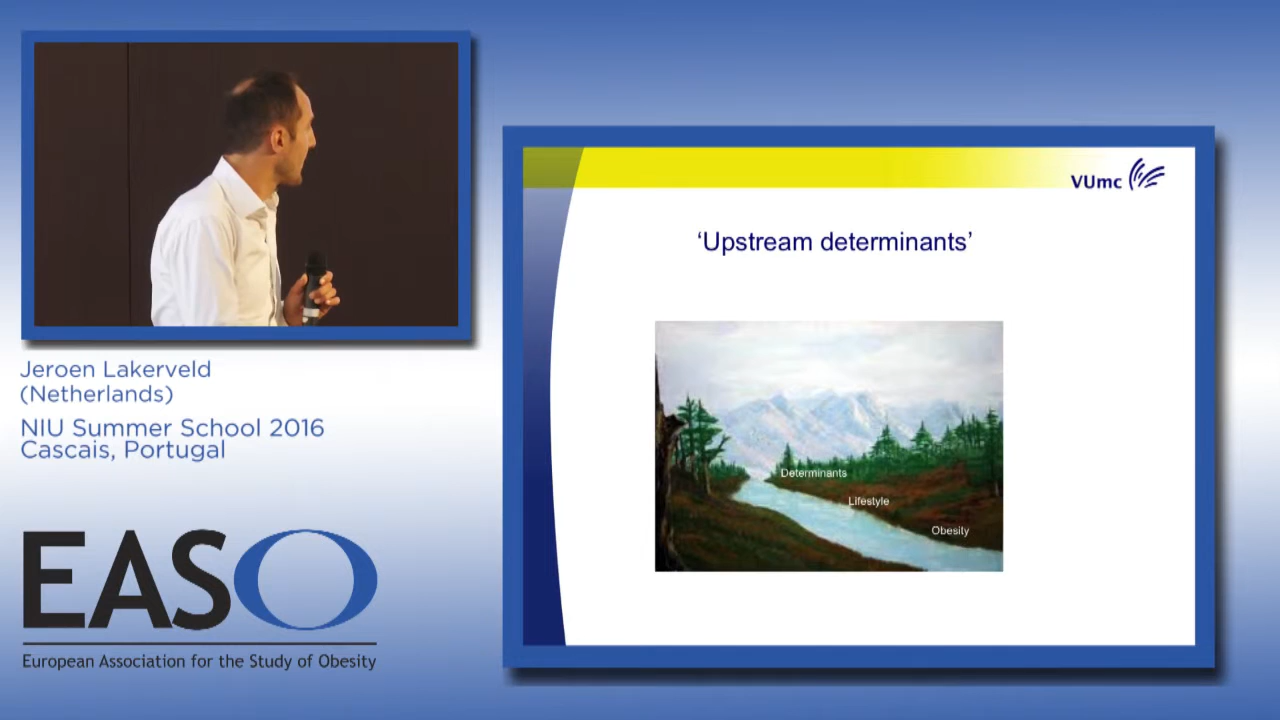 Jeroen Lakerveld
(Netherlands)
NIU Summer School 2016
Cascais, Portugal
EASO
European Association for the Study of Obesity
VUmc
‘Upstream determinants’
Determinants
Lifestyle
Obesity